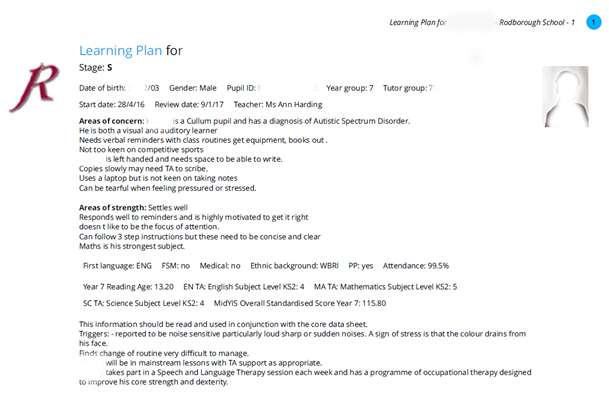 Learning Plan for - Rodborough School - 1 1
Learning Plan for
Stage: S
R
Date of birth: /03 Gender: Male Pupil ID: Year group: 7 Tutor group: 7
Start date: 28/4/16 Review date: 9/1/17 Teacher: Ms Ann Harding
Areas of concern: is a Cullum pupil and has a diagnosis of Autistic Spectrum Disorder.
He is both a visual and auditory learner
Needs verbal reminders with class routines get equipment, books out .
Not too keen on competitive sports
is left handed and needs space to be able to write.
Copies slowly may need TA to scribe.
Uses a laptop but is not keen on taking notes
Can be tearful when feeling pressured or stressed.
Areas of strength: Settles well
Responds well to reminders and is highly motivated to get it right
doesn t like to be the focus of attention.
Can follow 3 step instructions but these need to be concise and clear
Maths is his strongest subject.
First language: ENG FSM: no Medical: no Ethnic background: WBRI PP: yes Attendance: 99.5%
Year 7 Reading Age: 13.20 EN TA: English Subject Level KS2: 4 MA TA: Mathematics Subject Level KS2: 5
SC TA: Science Subject Level KS2: 4 MidYIS Overall Standardised Score Year 7: 115.80
This information should be read and used in conjunction with the core data sheet.
Triggers: - reported to be noise sensitive particularly loud sharp or sudden noises. A sign of stress is that the colour drains from
his face.
Finds change of routine very difficult to manage.
will be in mainstream lessons with TA support as appropriate.
takes part in a Speech and Language Therapy session each week and has a programme of occupational therapy designed
to improve his core strength and dexterity.